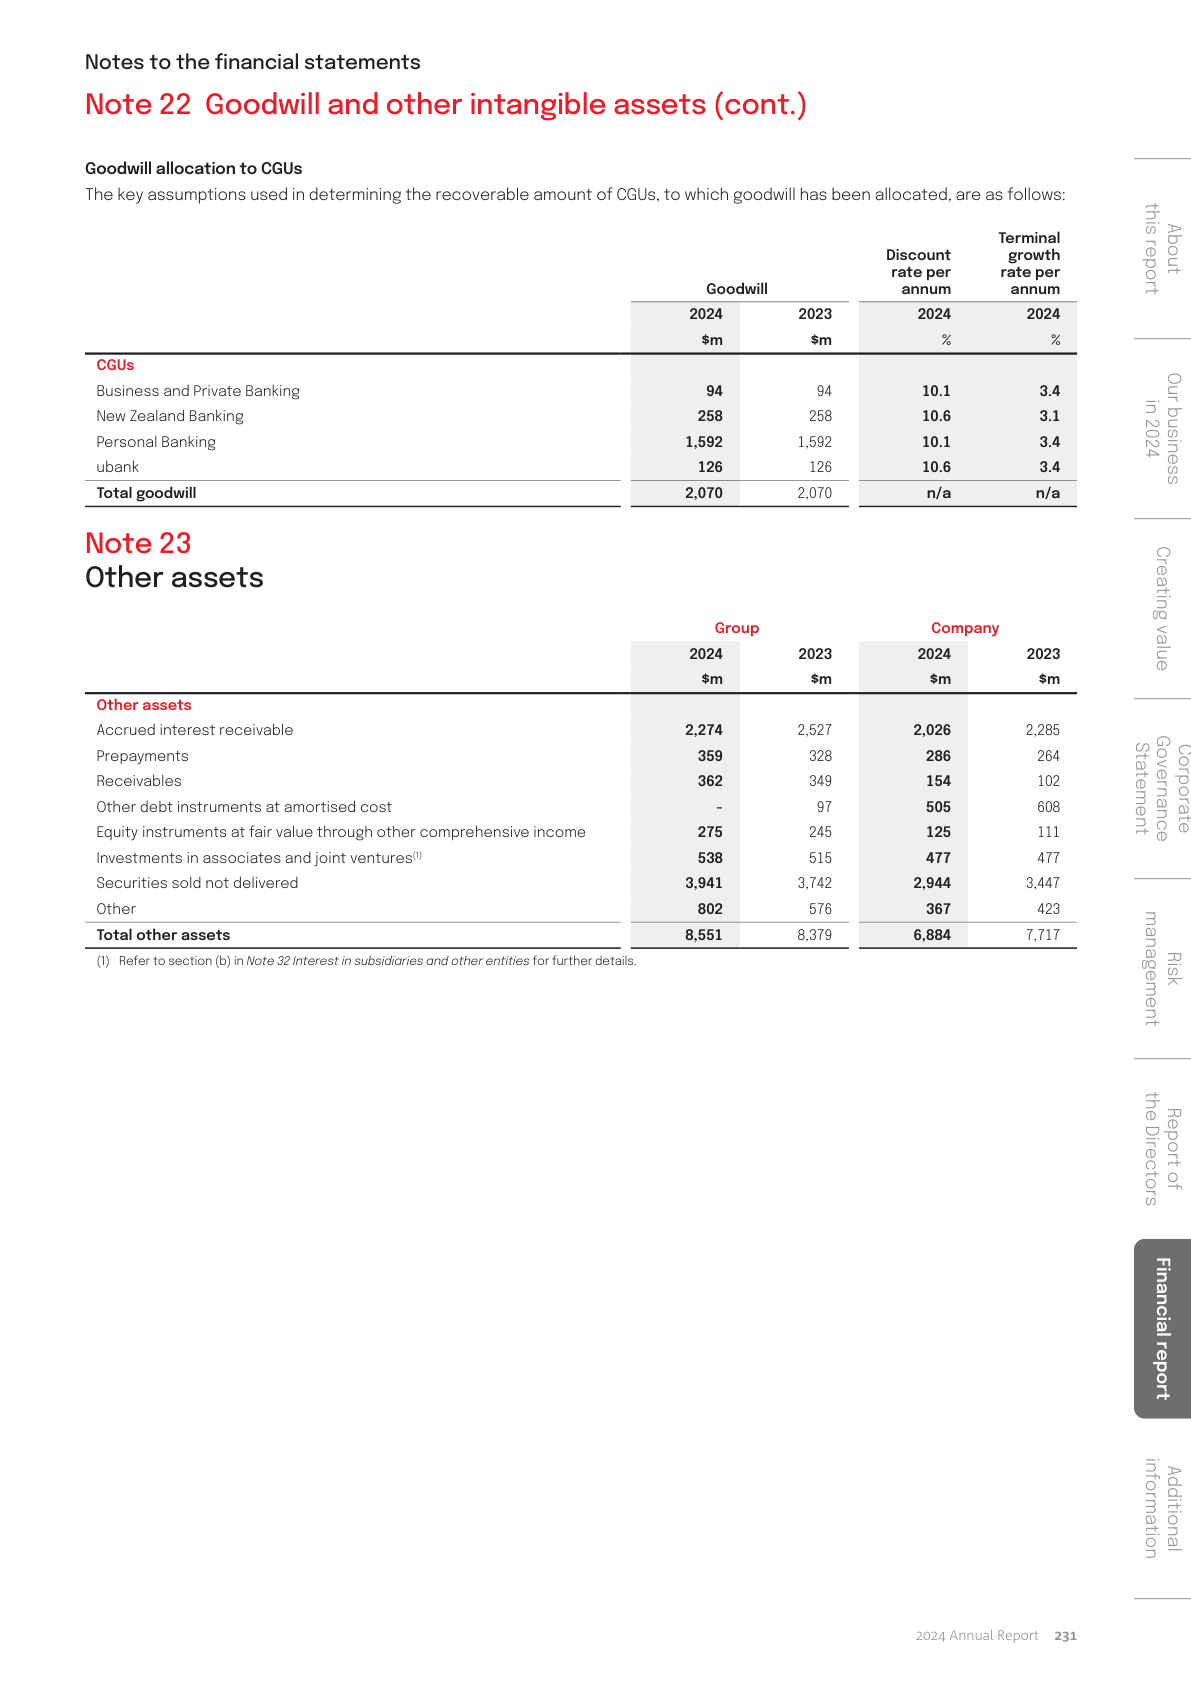 Notes to the financial statements
Note 22 Goodwill and other intangible assets (cont.)
Goodwill allocation to CGUs
The key assumptions used in determining the recoverable amount of CGUs, to which goodwill has been allocated, are as follows:
Goodwill
Discount rate per annum
Terminal growth rate per annum
2024 2023 2024 2024
$m $m % %
CGUs
Business and Private Banking 94 94 10.1 3.4
New Zealand Banking 258 258 10.6 3.1
Personal Banking 1,592 1,592 10.1 3.4
ubank 126 126 10.6 3.4
Total goodwill 2,070 2,070 n/a n/a
Note 23
Other assets
Group Company
2024 2023 2024 2023
$m $m $m $m
Other assets
Accrued interest receivable 2,274 2,527 2,026 2,285
Prepayments 359 328 286 264
Receivables 362 349 154 102
Other debt instruments at amortised cost – 97 505 608
Equity instruments at fair value through other comprehensive income 275 245 125 111
Investments in associates and joint ventures(1) 538 515 477 477
Securities sold not delivered 3,941 3,742 2,944 3,447
Other 802 576 367 423
Total other assets 8,551 8,379 6,884 7,717
(1) Refer to section (b) in Note 32 Interest in subsidiaries and other entities for further details.
About
this report
Our business
in 2024
Creating value
Corporate
Governance
Statement
Risk
management
Report of
the Directors
Financial report
Additional
information
2024 Annual Report 231